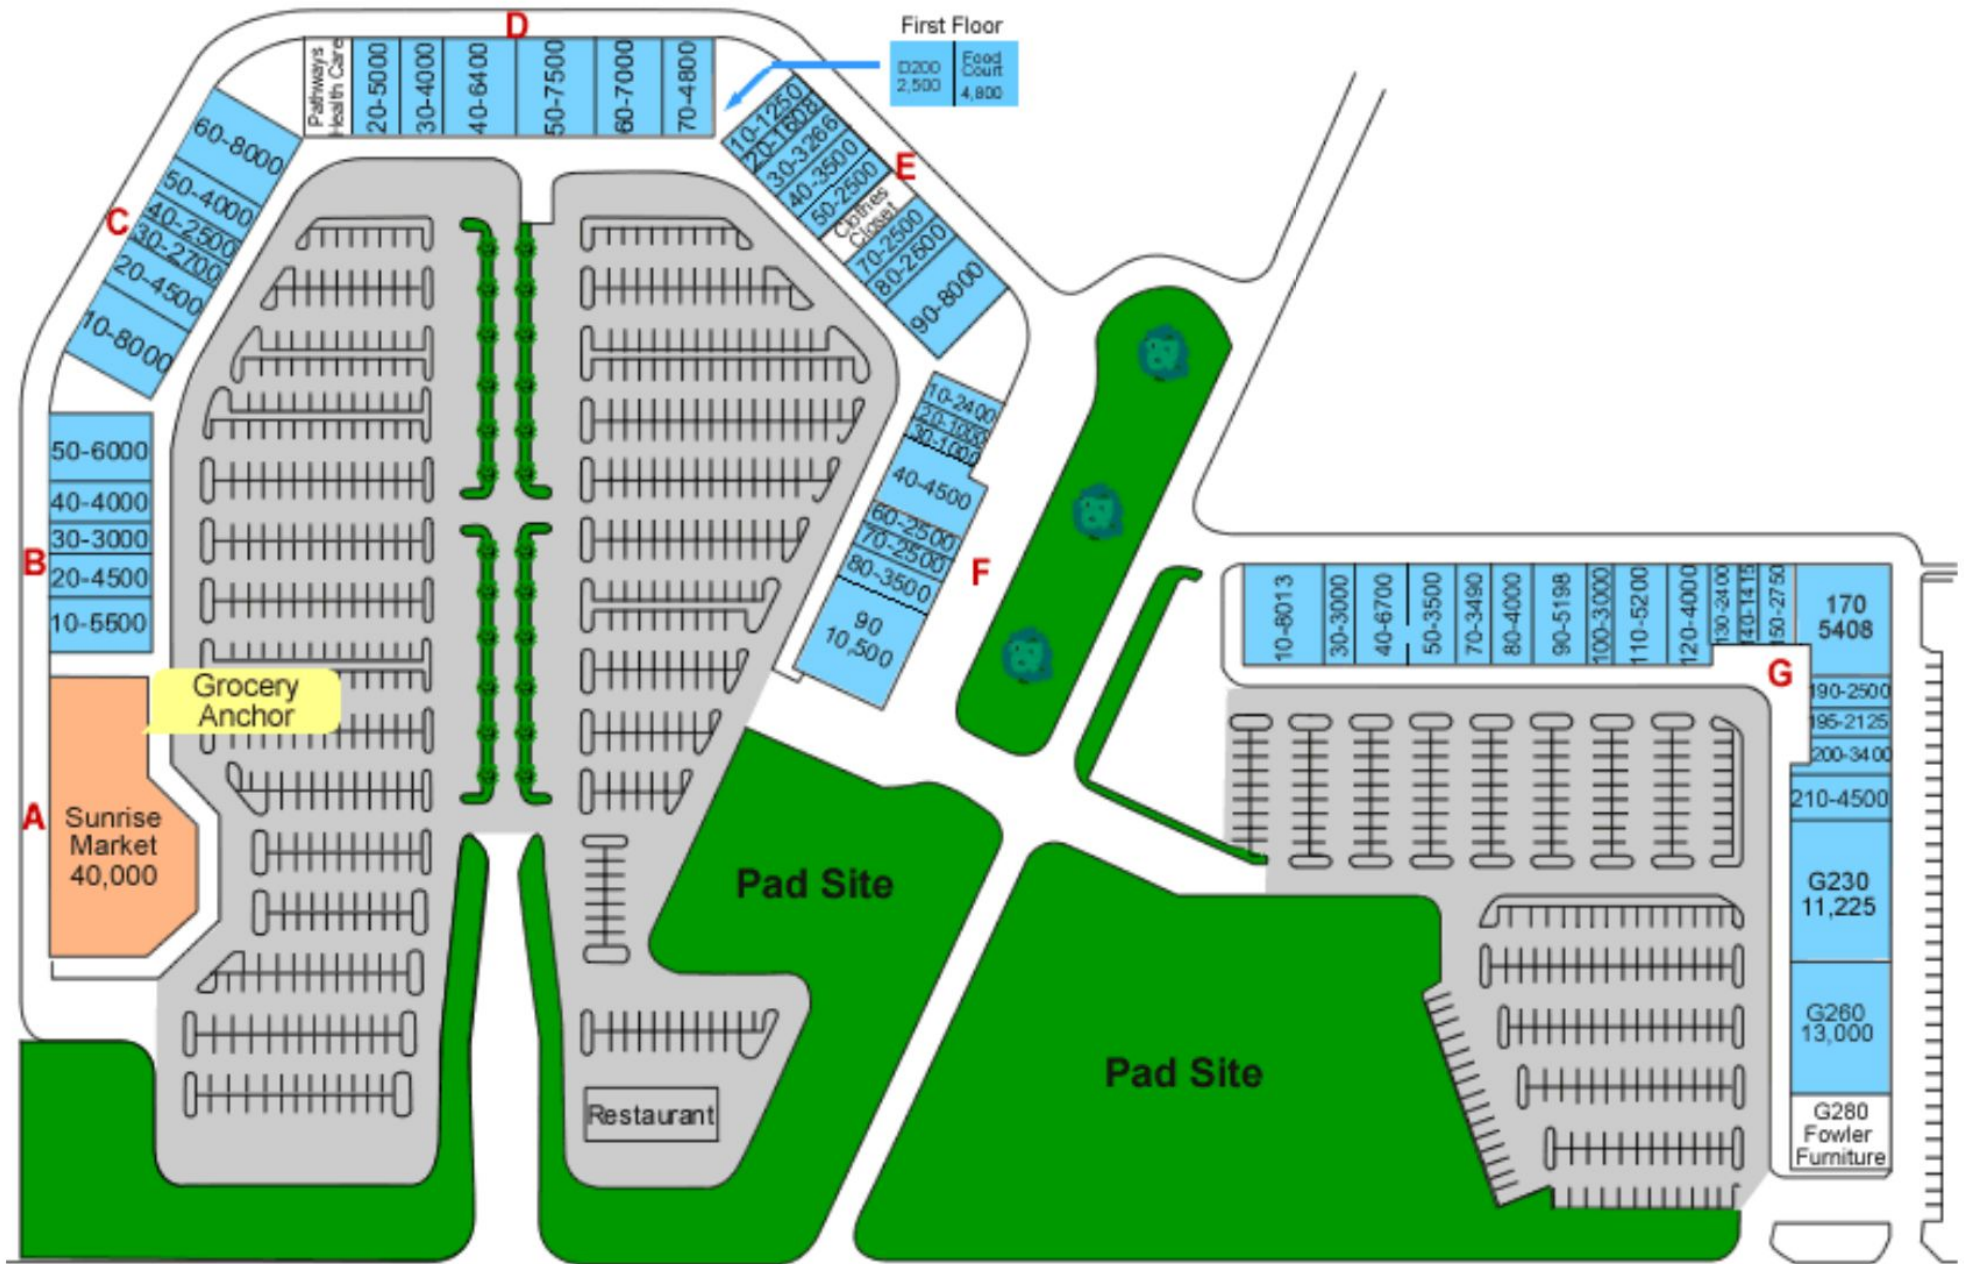 D
First Floor
D200
2,500
Food
Court
4,800
Pathways
Health Care
20-5000
30-4000
40-6400
50-7500
60-7000
70-4800
10-1250
20-1608
30-3266
40-3500
50-2500
Clothes
Closet
70-2500
80-2500
90-8000
E
C
60-8000
50-4000
40-2500
30-2700
20-4500
10-8000
B
50-6000
40-4000
30-3000
20-4500
10-5500
10-2400
20-1000
30-1000
40-4500
60-2500
70-2500
80-3500
90
10,500
F
10-8013
30-3000
40-6700
50-3500
70-3490
80-4000
90-5198
100-3000
110-5200
120-4000
130-2400
140-1415
150-2750
170
5408
G
190-2500
195-2125
200-3400
210-4500
G230
11,225
G260
13,000
G280
Fowler
Furniture
Grocery
Anchor
A
Sunrise
Market
40,000
Pad Site
Pad Site
Restaurant